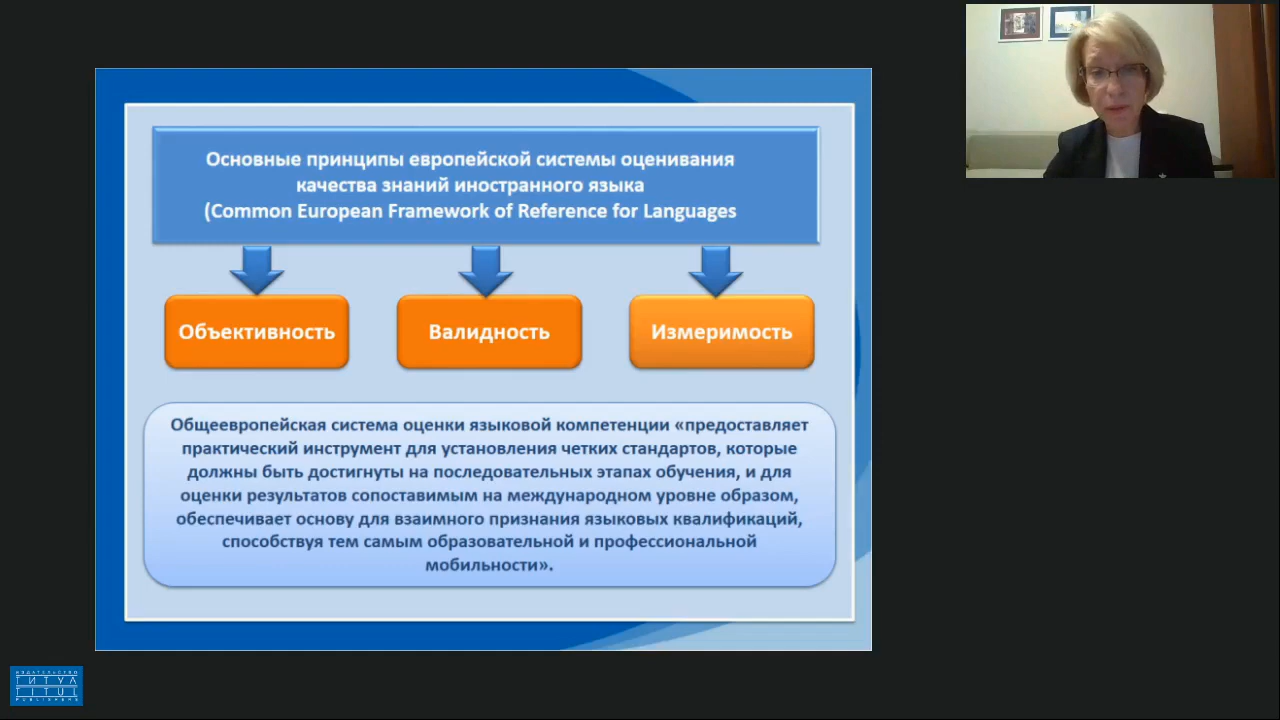 Основные принципы европейской системы оценивания
качества знаний иностранного языка
(Common European Framework of Reference for Languages
Объективность
Валидность
Измеримость
Общеевропейская система оценки языковой компетенции «предоставляет
практический инструмент для установления четких стандартов, которые
должны быть достигнуты на последовательных этапах обучения, и для
оценки результатов сопоставимым на международном уровне образом,
обеспечивает основу для взаимного признания языковых квалификаций,
способствуя тем самым образовательной и профессиональной
мобильности».
ИЗДАТЕЛЬСТВО
ТИТУЛ
TITUL
PUBLISHERS